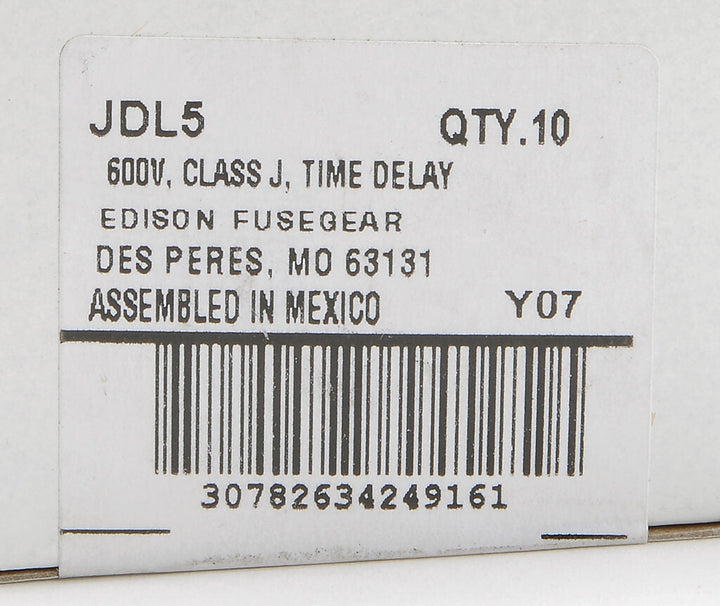 JDL5 QTY.10
600V, CLASS J, TIME DELAY
EDISON FUSEGEAR
DES PERES, MO 63131
ASSEMBLED IN MEXICO Y07
30782634249161